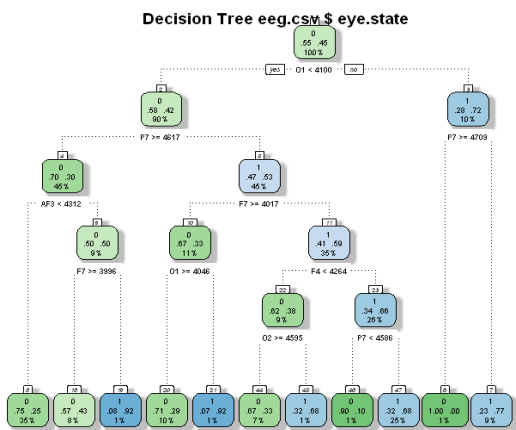 Decision Tree eeg.csv $ eye.state
0
.55 .45
100%
yes O1 < 4100 no
2 3
0 1
.58 .42 .28 .72
90% 10%
P7 >= 4617 P7 >= 4709
4 5
0 1
.70 .30 .47 .53
45% 45%
AF3 < 4312 F7 >= 4017
9 10 11
0 0 1
.50 .50 .67 .33 .41 .59
9% 11% 35%
F7 >= 3996 O1 >= 4046 F4 < 4264
22 23
0 1
.62 .38 .34 .66
9% 26%
O2 >= 4595 P7 < 4586
8 18 19 20 21 44 45 46 47 6 7
0 0 1 0 1 0 1 0 1 0 1
.75 .25 .57 .43 .08 .92 .71 .29 .07 .92 .67 .33 .32 .68 .90 .10 .32 .68 1.00 .00 .23 .77
35% 8% 1% 10% 1% 7% 1% 1% 25% 1% 9%